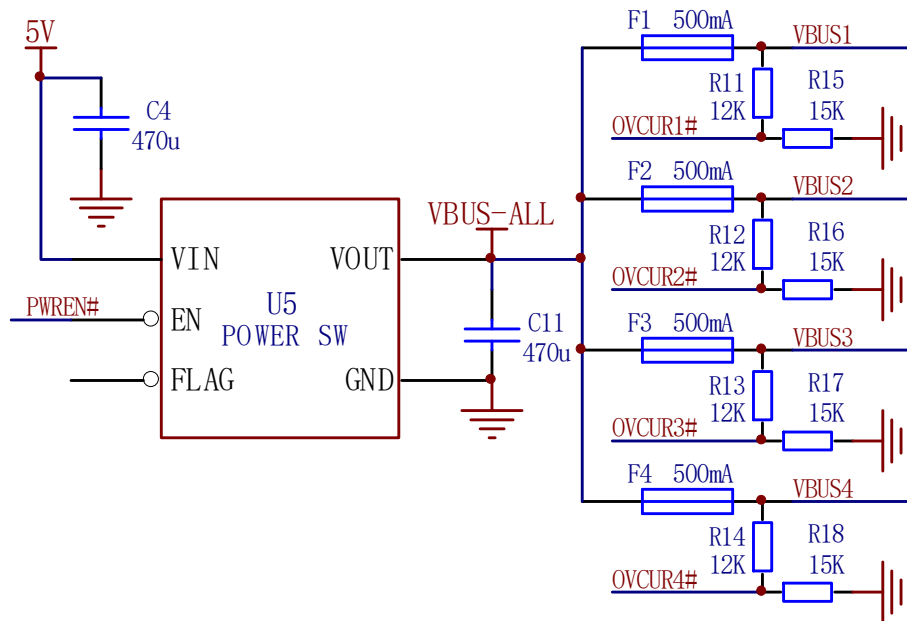 5V
C4
470u
VIN
VOUT
PWREN#
EN
U5
POWER SW
FLAG
GND
VBUS-ALL
C11
470u
F1 500mA
VBUS1
R11
12K
R15
15K
OVCUR1#
F2 500mA
VBUS2
R12
12K
R16
15K
OVCUR2#
F3 500mA
VBUS3
R13
12K
R17
15K
OVCUR3#
F4 500mA
VBUS4
R14
12K
R18
15K
OVCUR4#